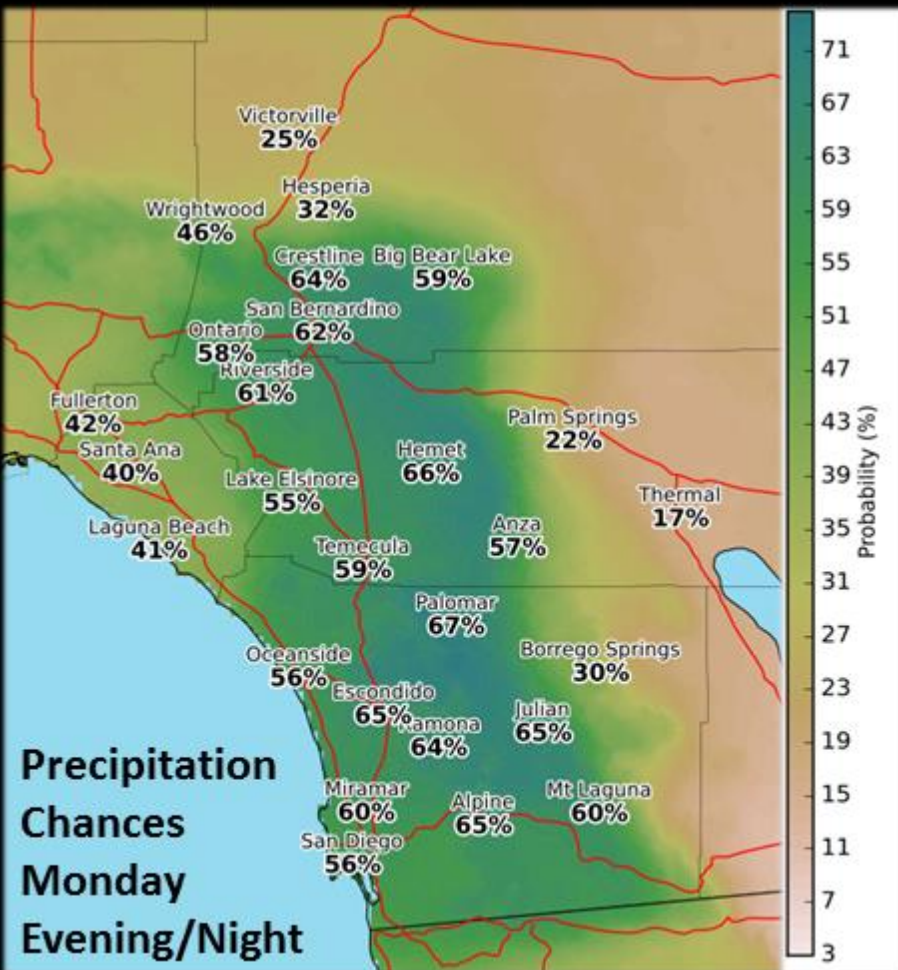 Victorville
25%
Hesperia
32%
Wrightwood
46%
Crestline
64%
Big Bear Lake
59%
San Bernardino
62%
Ontario
58%
Riverside
61%
Fullerton
42%
Santa Ana
40%
Palm Springs
22%
Hemet
66%
Lake Elsinore
55%
Thermal
17%
Laguna Beach
41%
Anza
57%
Temecula
59%
Palomar
67%
Oceanside
56%
Borrego Springs
30%
Escondido
65%
Ramona
64%
Julian
65%
Miramar
60%
Alpine
65%
Mt Laguna
60%
San Diego
56%
Precipitation
Chances
Monday
Evening/Night
71
67
63
59
55
51
47
43
39
35
31
27
23
19
15
11
7
3
Probability (%)